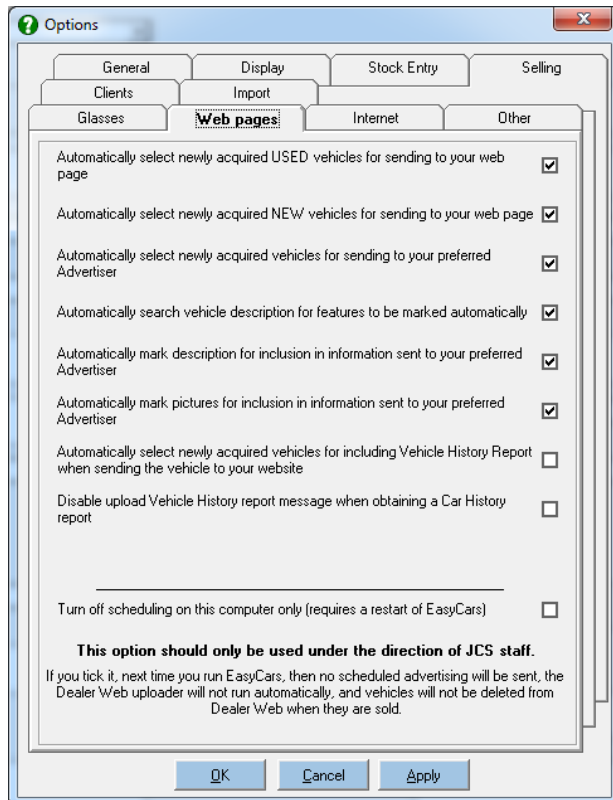 Options
General Display Stock Entry Selling
Clients Import
Glasses Web pages Internet Other
Automatically select newly acquired USED vehicles for sending to your web
page
Automatically select newly acquired NEW vehicles for sending to your web page
Automatically select newly acquired vehicles for sending to your preferred
Advertiser
Automatically search vehicle description for features to be marked automatically
Automatically mark description for inclusion in information sent to your preferred
Advertiser
Automatically mark pictures for inclusion in information sent to your preferred
Advertiser
Automatically select newly acquired vehicles for including Vehicle History Report
when sending the vehicle to your website
Disable upload Vehicle History report message when obtaining a Car History
report
Turn off scheduling on this computer only (requires a restart of EasyCars)
This option should only be used under the direction of JCS staff.
If you tick it, next time you run EasyCars, then no scheduled advertising will be sent, the
Dealer Web uploader will not run automatically, and vehicles will not be deleted from
Dealer Web when they are sold.
OK Cancel Apply